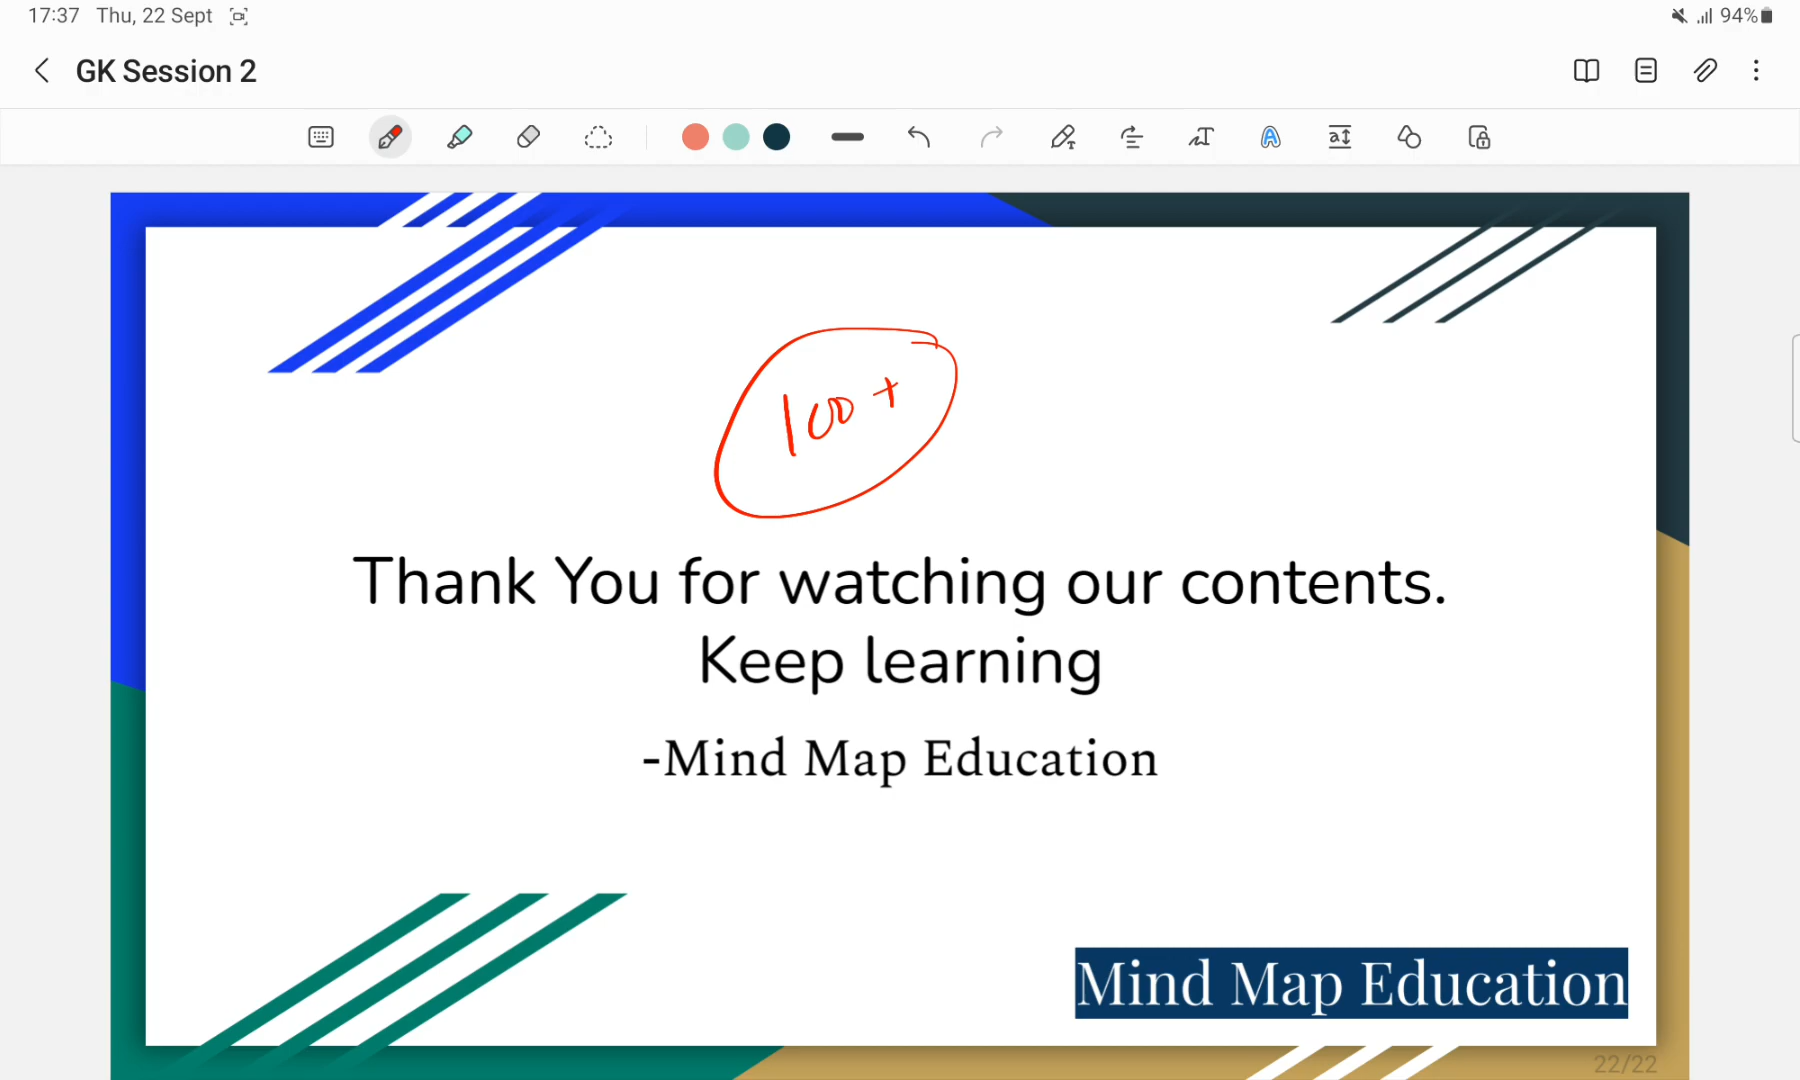 17:37 Thu, 22 Sept 94%
GK Session 2
100+
Thank You for watching our contents.
Keep learning
-Mind Map Education
Mind Map Education
22/22